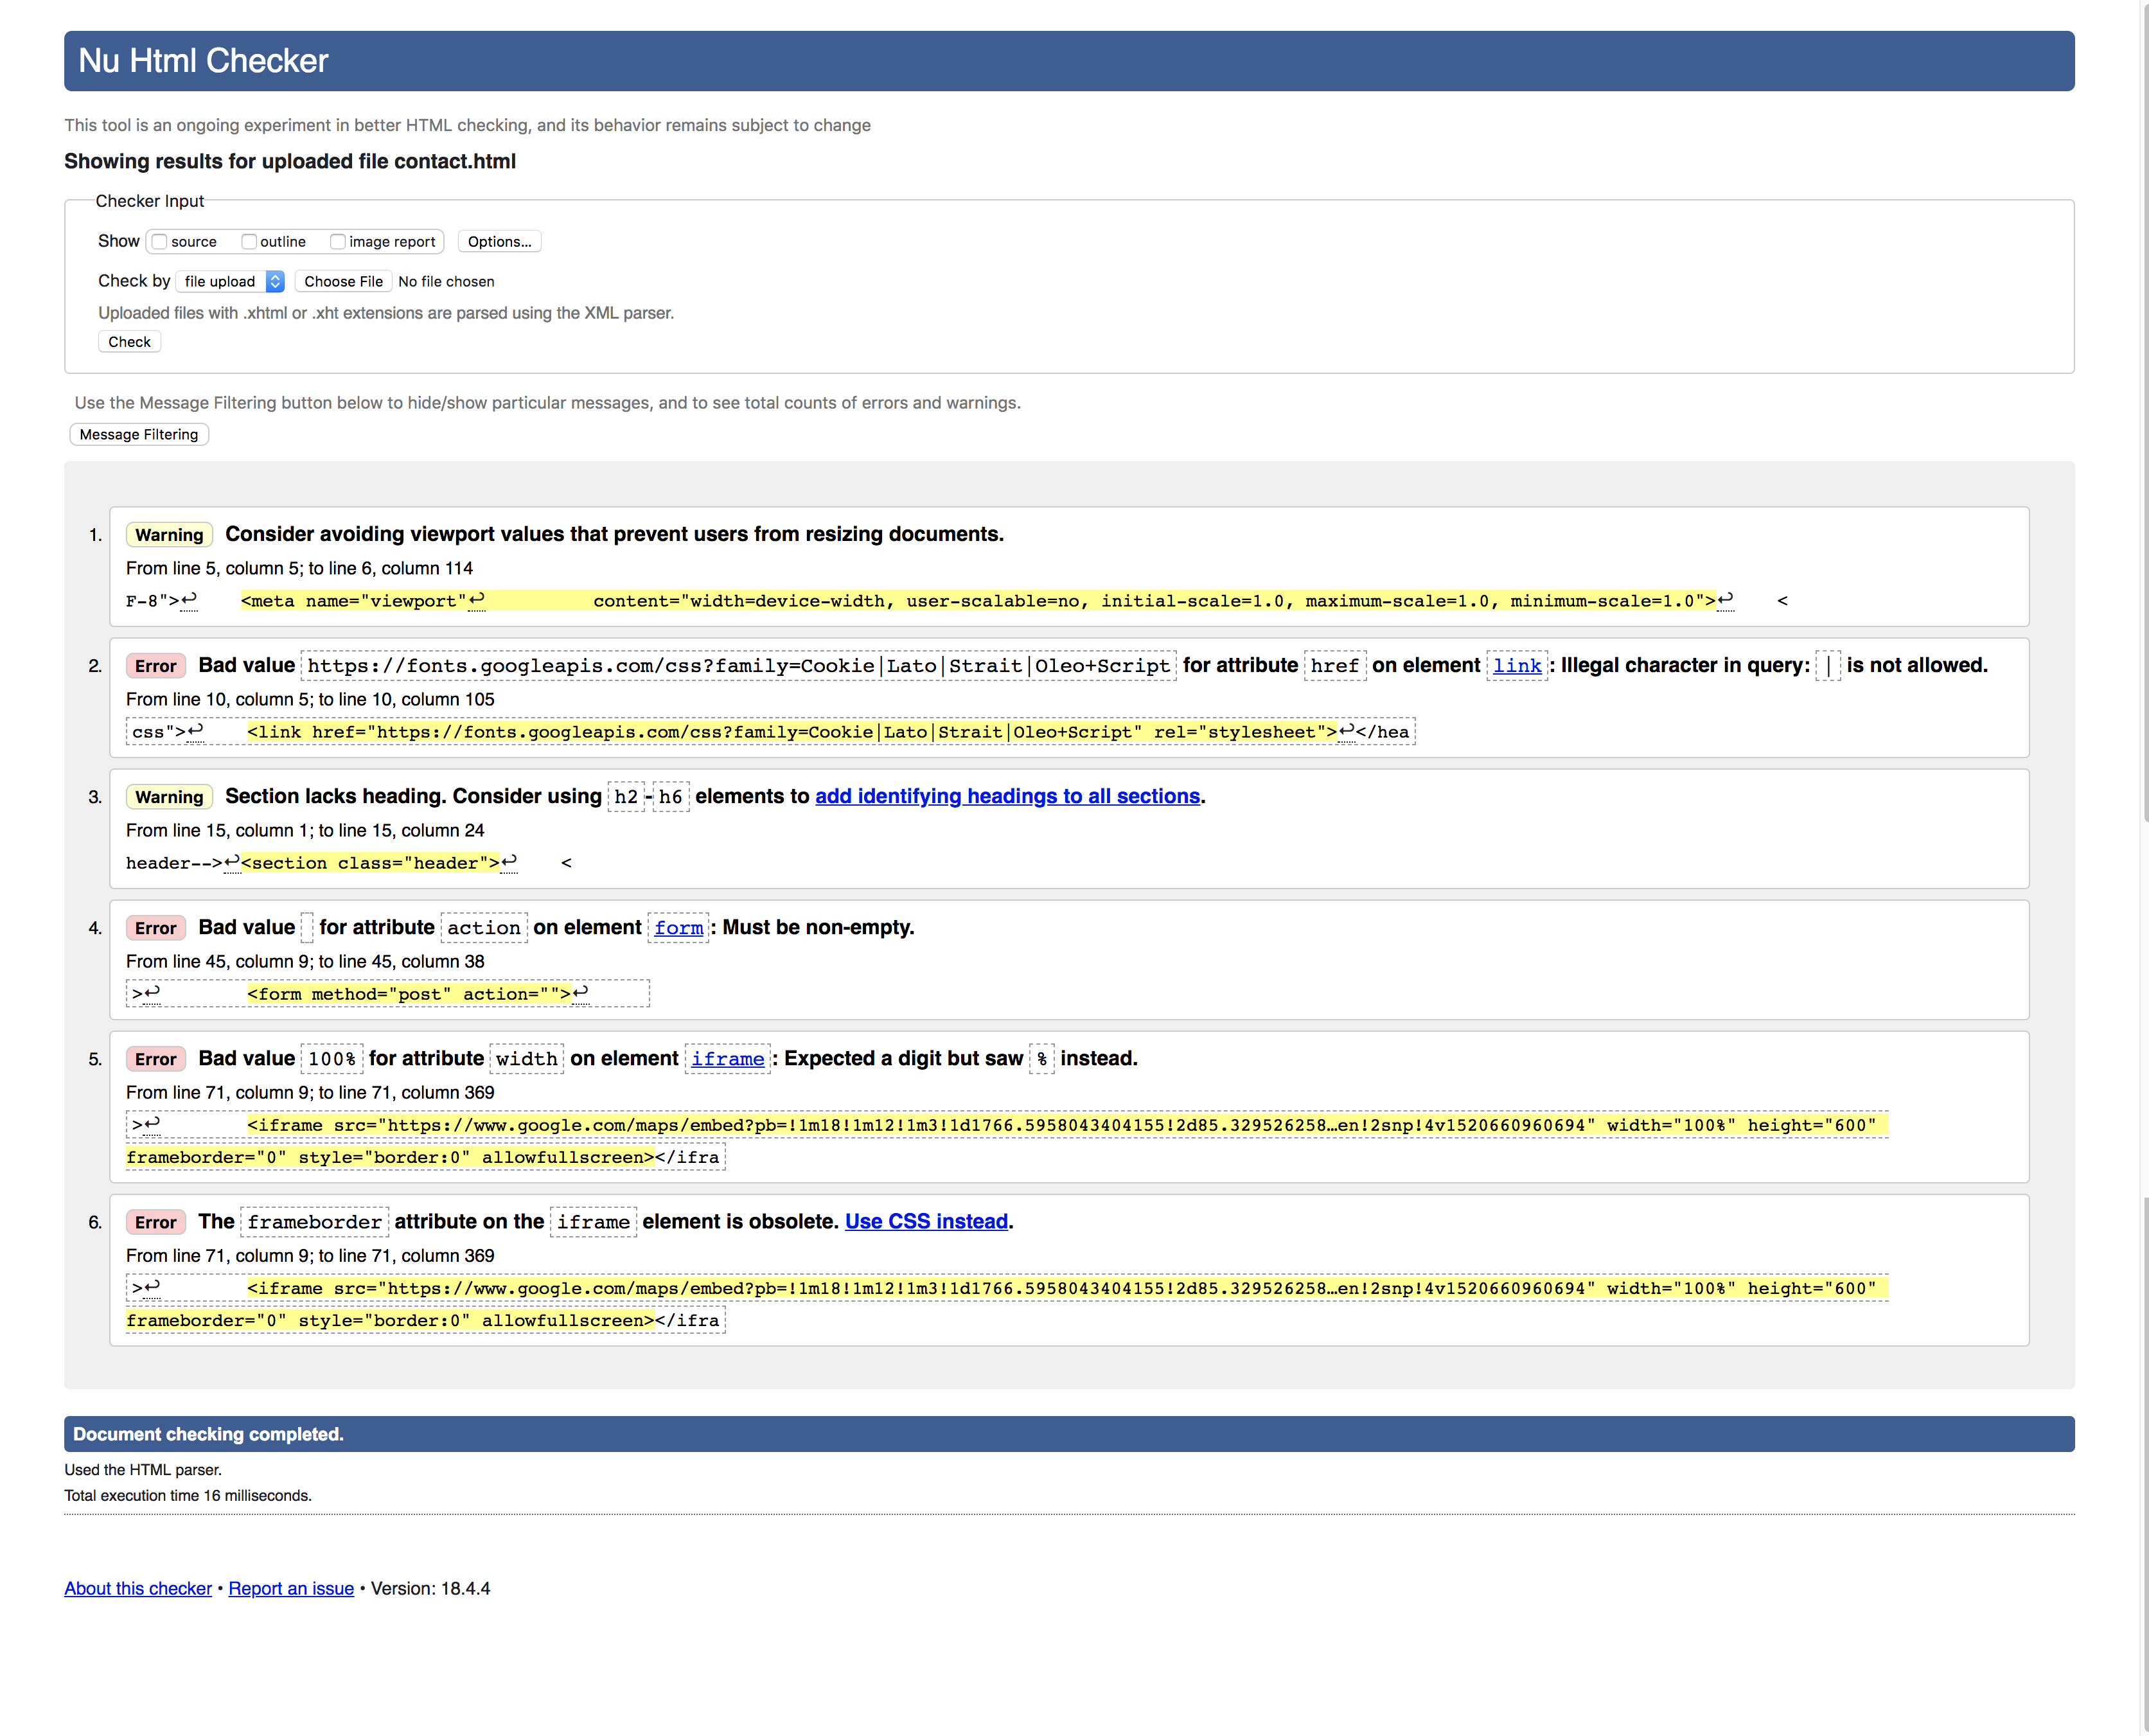 Nu Html Checker
This tool is an ongoing experiment in better HTML checking, and its behavior remains subject to change
Showing results for uploaded file contact.html
Checker Input
Show source outline image report Options...
Check by file upload Choose File No file chosen
Uploaded files with .xhtml or .xht extensions are parsed using the XML parser.
Check
Use the Message Filtering button below to hide/show particular messages, and to see total counts of errors and warnings.
Message Filtering
1. Warning Consider avoiding viewport values that prevent users from resizing documents.
From line 5, column 5; to line 6, column 114
F-8">↩ <meta name="viewport"↩ content="width=device-width, user-scalable=no, initial-scale=1.0, maximum-scale=1.0, minimum-scale=1.0">↩ <
2. Error Bad value https://fonts.googleapis.com/css?family=Cookie|Lato|Strait|Oleo+Script for attribute href on element link: Illegal character in query: | is not allowed.
From line 10, column 5; to line 10, column 105
css">↩ <link href="https://fonts.googleapis.com/css?family=Cookie|Lato|Strait|Oleo+Script" rel="stylesheet">↩</hea
3. Warning Section lacks heading. Consider using h2-h6 elements to add identifying headings to all sections.
From line 15, column 1; to line 15, column 24
header-->↩<section class="header">↩ <
4. Error Bad value for attribute action on element form: Must be non-empty.
From line 45, column 9; to line 45, column 38
>↩ <form method="post" action="">↩
5. Error Bad value 100% for attribute width on element iframe: Expected a digit but saw % instead.
From line 71, column 9; to line 71, column 369
>↩ <iframe src="https://www.google.com/maps/embed?pb=!1m18!1m12!1m3!1d1766.5958043404155!2d85.329526258…en!2snp!4v1520660960694" width="100%" height="600"
frameborder="0" style="border:0" allowfullscreen></ifra
6. Error The frameborder attribute on the iframe element is obsolete. Use CSS instead.
From line 71, column 9; to line 71, column 369
>↩ <iframe src="https://www.google.com/maps/embed?pb=!1m18!1m12!1m3!1d1766.5958043404155!2d85.329526258…en!2snp!4v1520660960694" width="100%" height="600"
frameborder="0" style="border:0" allowfullscreen></ifra
Document checking completed.
Used the HTML parser.
Total execution time 16 milliseconds.
About this checker • Report an issue • Version: 18.4.4